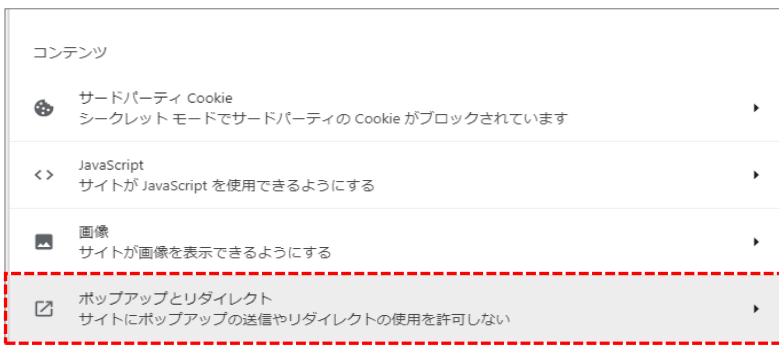 コンテンツ
サードパーティ Cookie
シークレット モードでサードパーティの Cookie がブロックされています
JavaScript
サイトが JavaScript を使用できるようにする
画像
サイトが画像を表示できるようにする
ポップアップとリダイレクト
サイトにポップアップの送信やリダイレクトの使用を許可しない